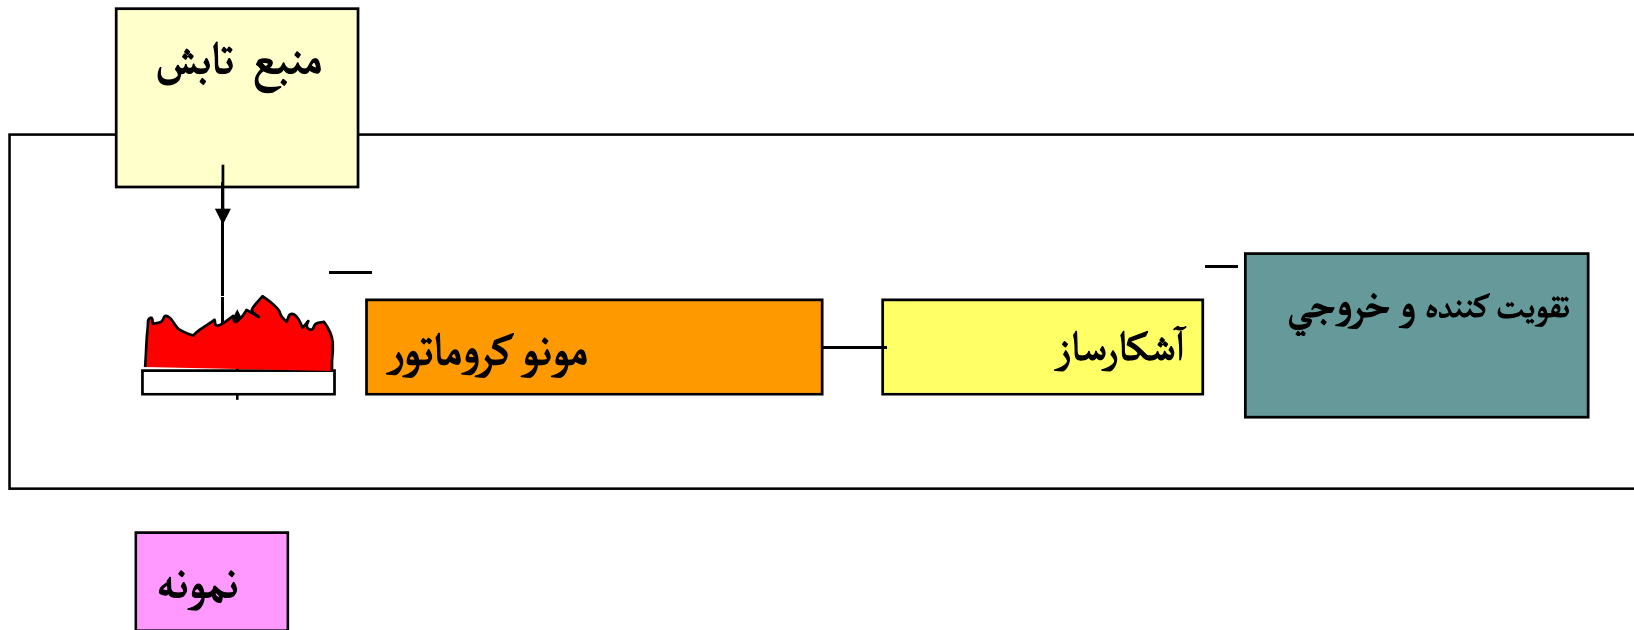 منبع تابش
مونو کروماتور
آشکارساز
تقويت کننده و خروجي
نمونه